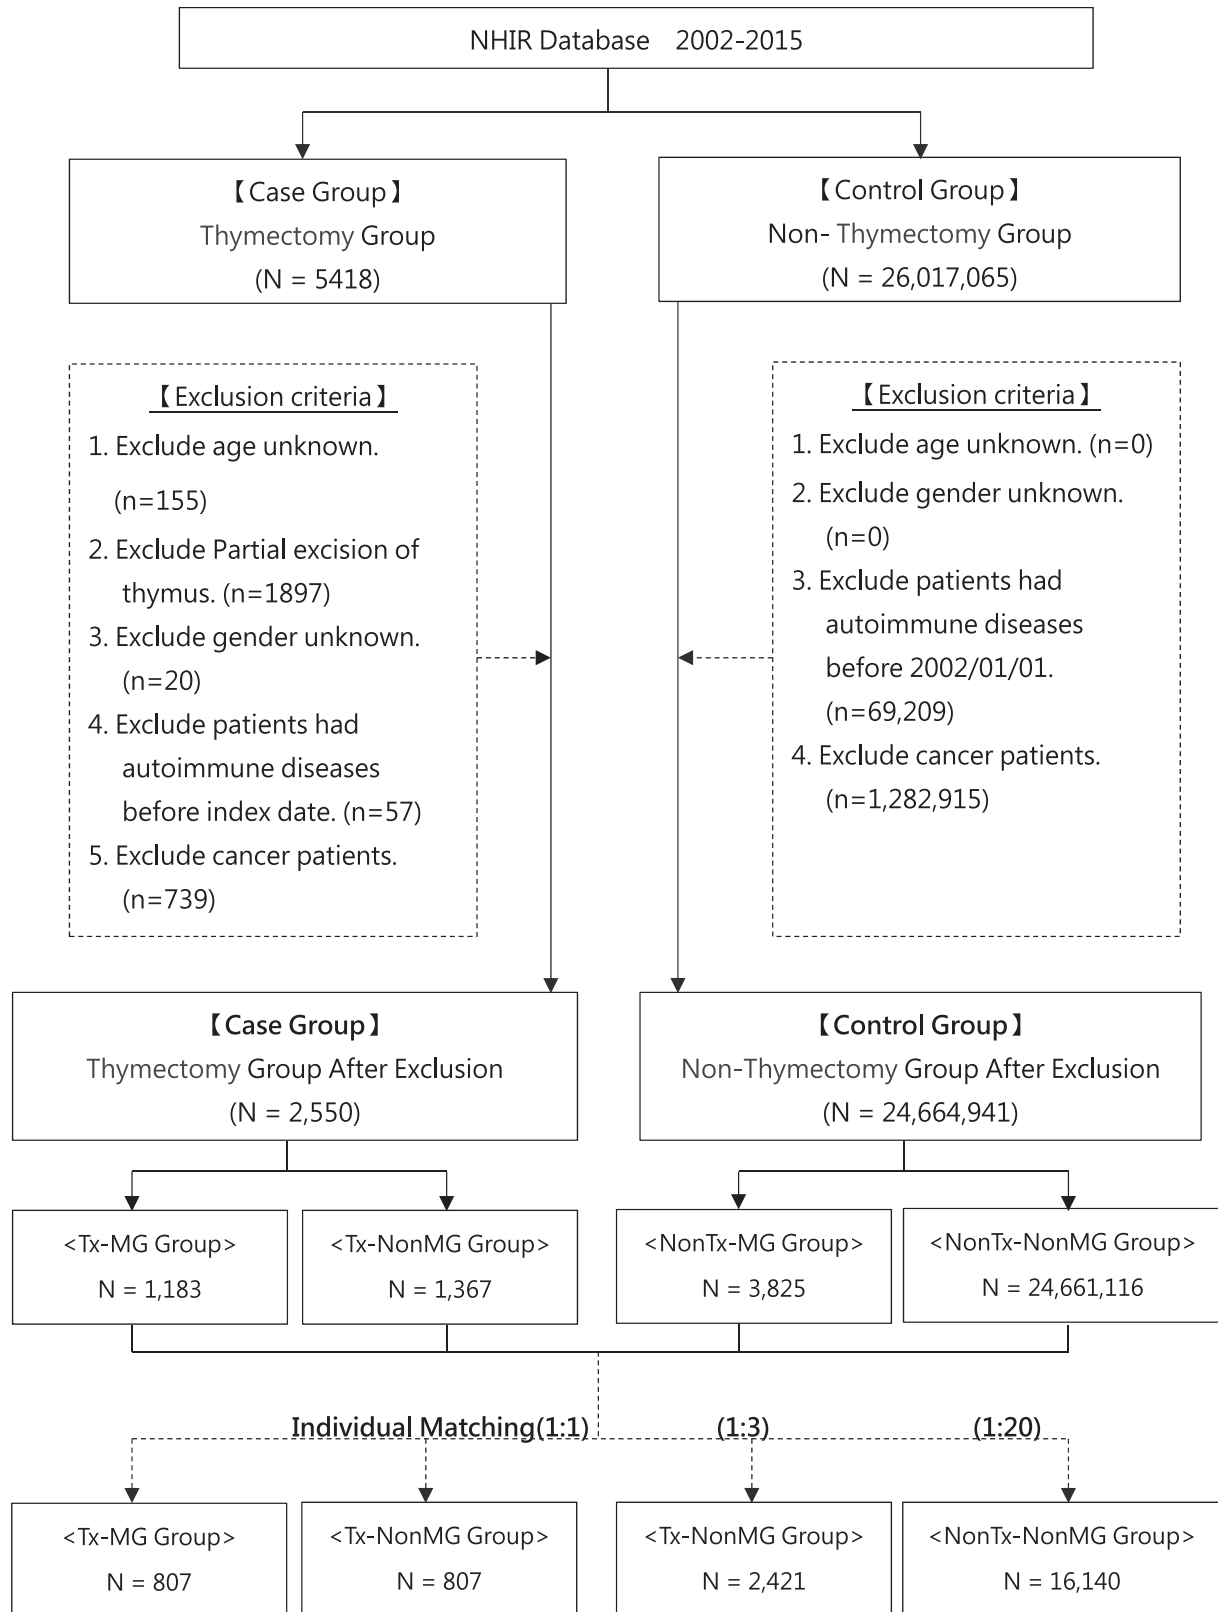 NHIR Database 2002-2015
【Case Group】
Thymectomy Group
(N = 5418)
【Control Group】
Non- Thymectomy Group
(N = 26,017,065)
【Exclusion criteria】
1. Exclude age unknown.
(n=155)
2. Exclude Partial excision of
thymus. (n=1897)
3. Exclude gender unknown.
(n=20)
4. Exclude patients had
autoimmune diseases
before index date. (n=57)
5. Exclude cancer patients.
(n=739)
【Exclusion criteria】
1. Exclude age unknown. (n=0)
2. Exclude gender unknown.
(n=0)
3. Exclude patients had
autoimmune diseases
before 2002/01/01.
(n=69,209)
4. Exclude cancer patients.
(n=1,282,915)
【Case Group】
Thymectomy Group After Exclusion
(N = 2,550)
【Control Group】
Non-Thymectomy Group After Exclusion
(N = 24,664,941)
<Tx-MG Group>
N = 1,183
<Tx-NonMG Group>
N = 1,367
<NonTx-MG Group>
N = 3,825
<NonTx-NonMG Group>
N = 24,661,116
Individual Matching(1:1) (1:3) (1:20)
<Tx-MG Group>
N = 807
<Tx-NonMG Group>
N = 807
<Tx-NonMG Group>
N = 2,421
<NonTx-NonMG Group>
N = 16,140